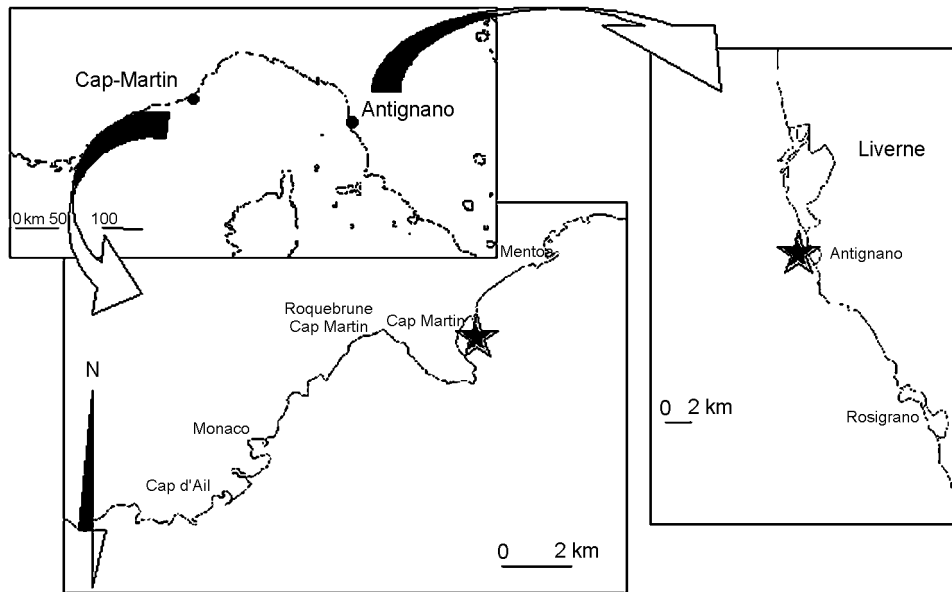 Cap-Martin
Antignano
0 km 50 100
Liverne
Antignano
Rosigrano
0 2 km
Menton
Roquebrune
Cap Martin
Cap Martin
Monaco
Cap d'Ail
N
0 2 km